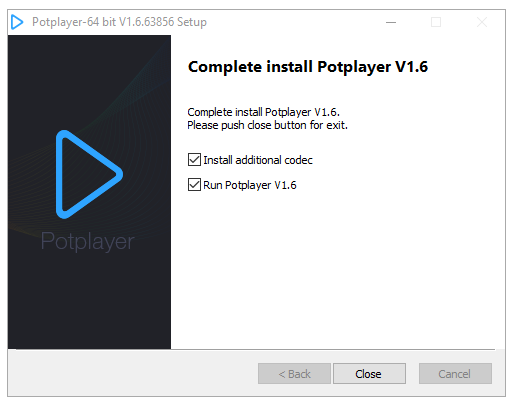 Potplayer-64 bit V1.6.63856 Setup
Complete install Potplayer V1.6
Complete install Potplayer V1.6.
Please push close button for exit.
Install additional codec
Run Potplayer V1.6
Potplayer
< Back
Close
Cancel